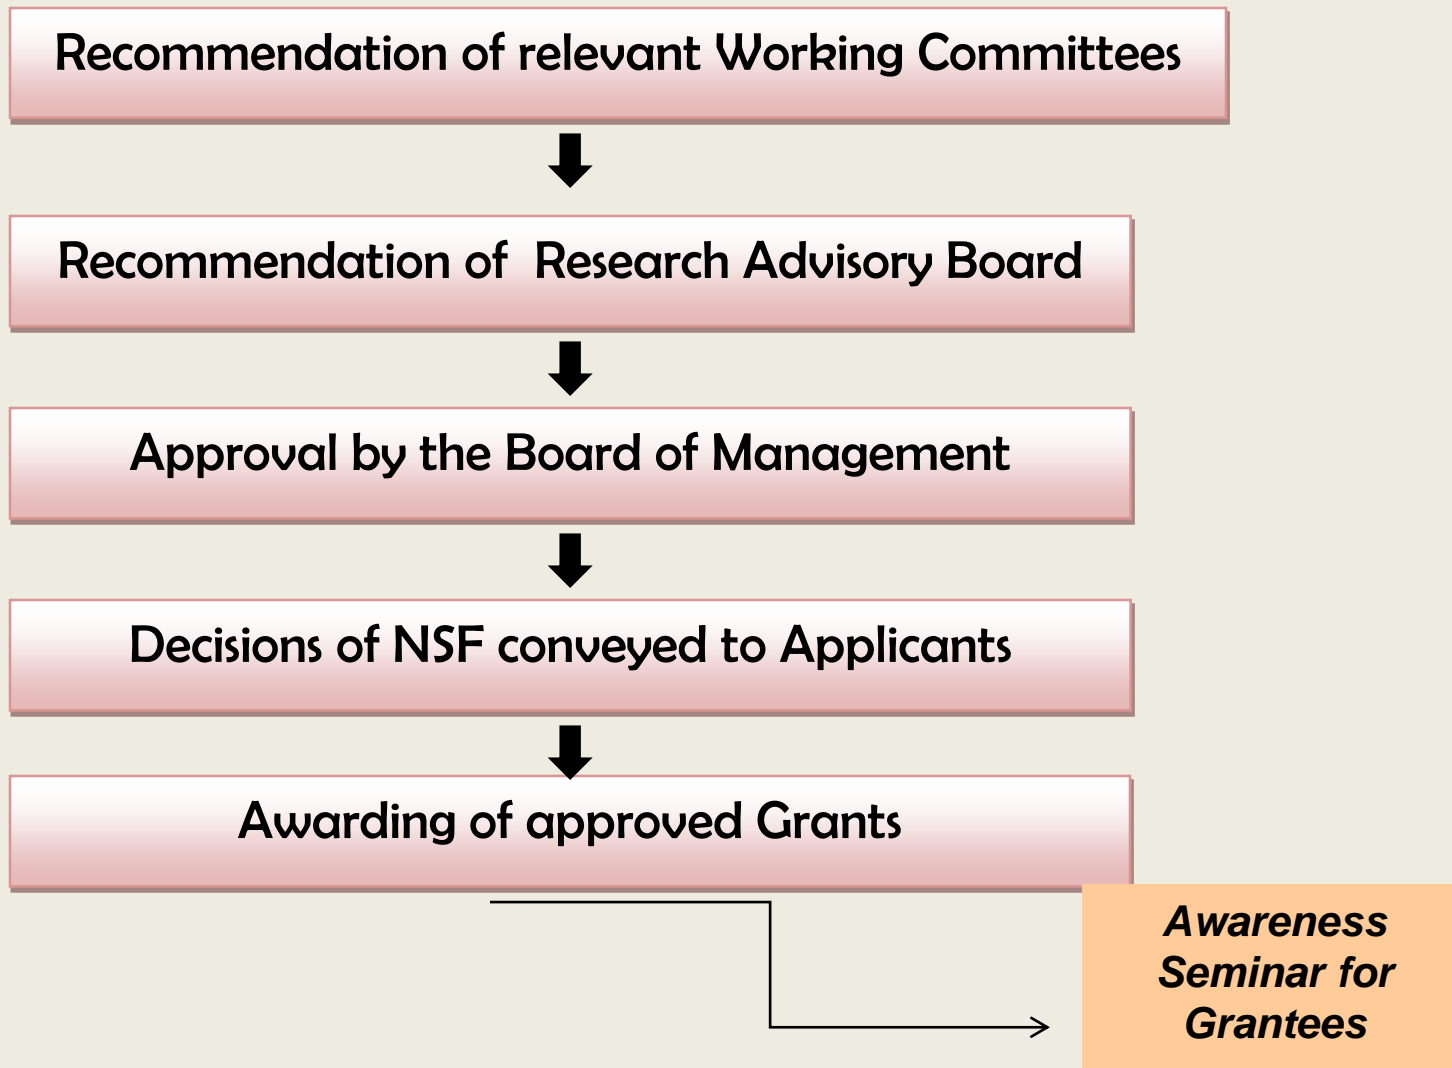 Recommendation of relevant Working Committees
Recommendation of Research Advisory Board
Approval by the Board of Management
Decisions of NSF conveyed to Applicants
Awarding of approved Grants
Awareness
Seminar for
Grantees